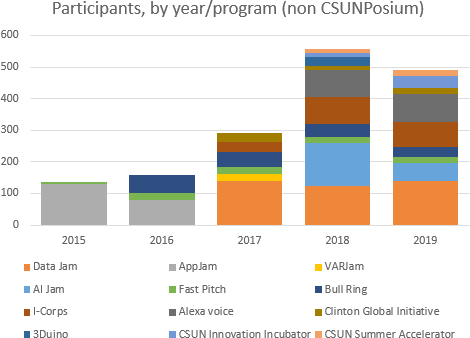 Participants, by year/program (non CSUNPosium)
600
500
400
300
200
100
0
2015 2016 2017 2018 2019
Data Jam AppJam VARJam
AI Jam Fast Pitch Bull Ring
I-Corps Alexa voice Clinton Global Initiative
3Duino CSUN Innovation Incubator CSUN Summer Accelerator